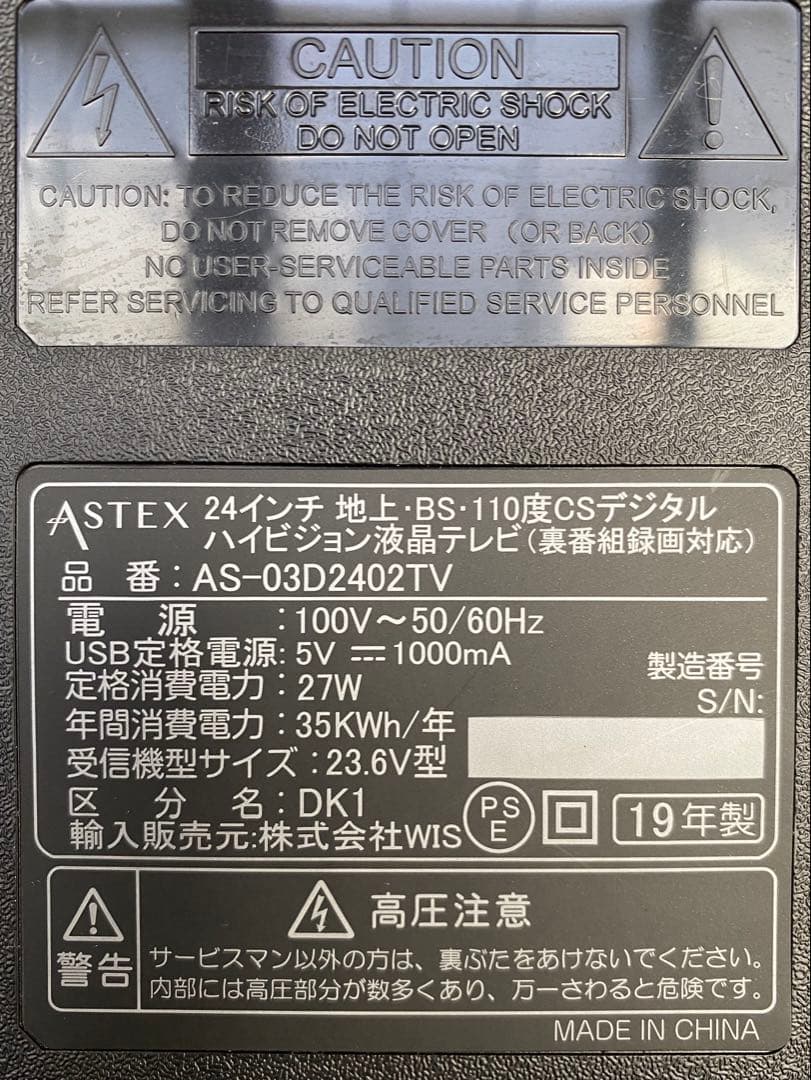 CAUTION
RISK OF ELECTRIC SHOCK
DO NOT OPEN
CAUTION: TO REDUCE THE RISK OF ELECTRIC SHOCK,
DO NOT REMOVE COVER (OR BACK)
NO USER-SERVICEABLE PARTS INSIDE
REFER SERVICING TO QUALIFIED SERVICE PERSONNEL
ASTEX 24インチ 地上・BS・110度CSデジタル
ハイビジョン液晶テレビ（裏番組録画対応）
品 番：AS-03D2402TV
電 源 ：100V～50/60Hz
USB定格電源: 5V ⎓ 1000mA
定格消費電力：27W
年間消費電力：35KWh/年
受信機型サイズ：23.6V型
区 分 名：DK1
輸入販売元:株式会社WIS
製造番号
S/N:
PSE
19年製
警告
高圧注意
サービスマン以外の方は、裏ぶたをあけないでください。
内部には高圧部分が数多くあり、万一さわると危険です。
MADE IN CHINA